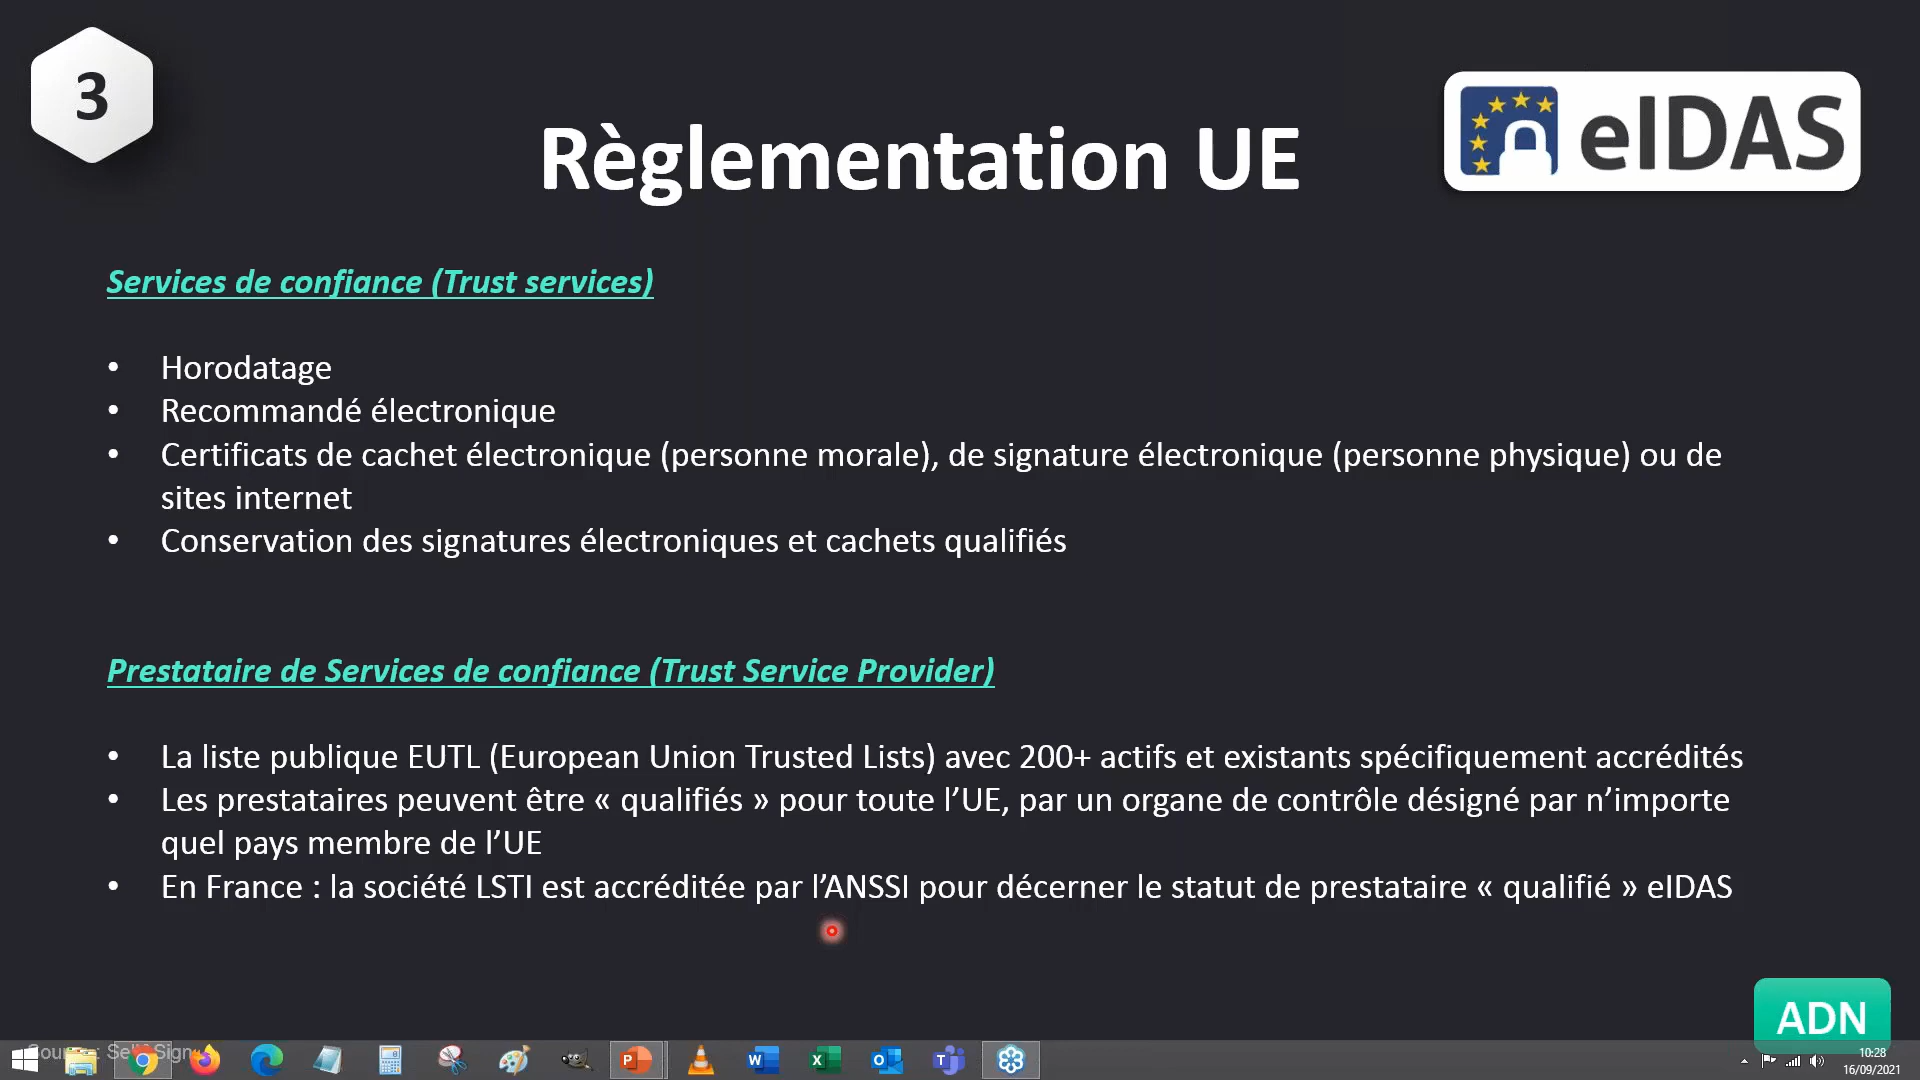 3
Règlementation UE
eIDAS
Services de confiance (Trust services)
• Horodatage
• Recommandé électronique
• Certificats de cachet électronique (personne morale), de signature électronique (personne physique) ou de
sites internet
• Conservation des signatures électroniques et cachets qualifiés
Prestataire de Services de confiance (Trust Service Provider)
• La liste publique EUTL (European Union Trusted Lists) avec 200+ actifs et existants spécifiquement accrédités
• Les prestataires peuvent être « qualifiés » pour toute l’UE, par un organe de contrôle désigné par n’importe
quel pays membre de l’UE
• En France : la société LSTI est accréditée par l’ANSSI pour décerner le statut de prestataire « qualifié » eIDAS
ADN
10:28
16/09/2021